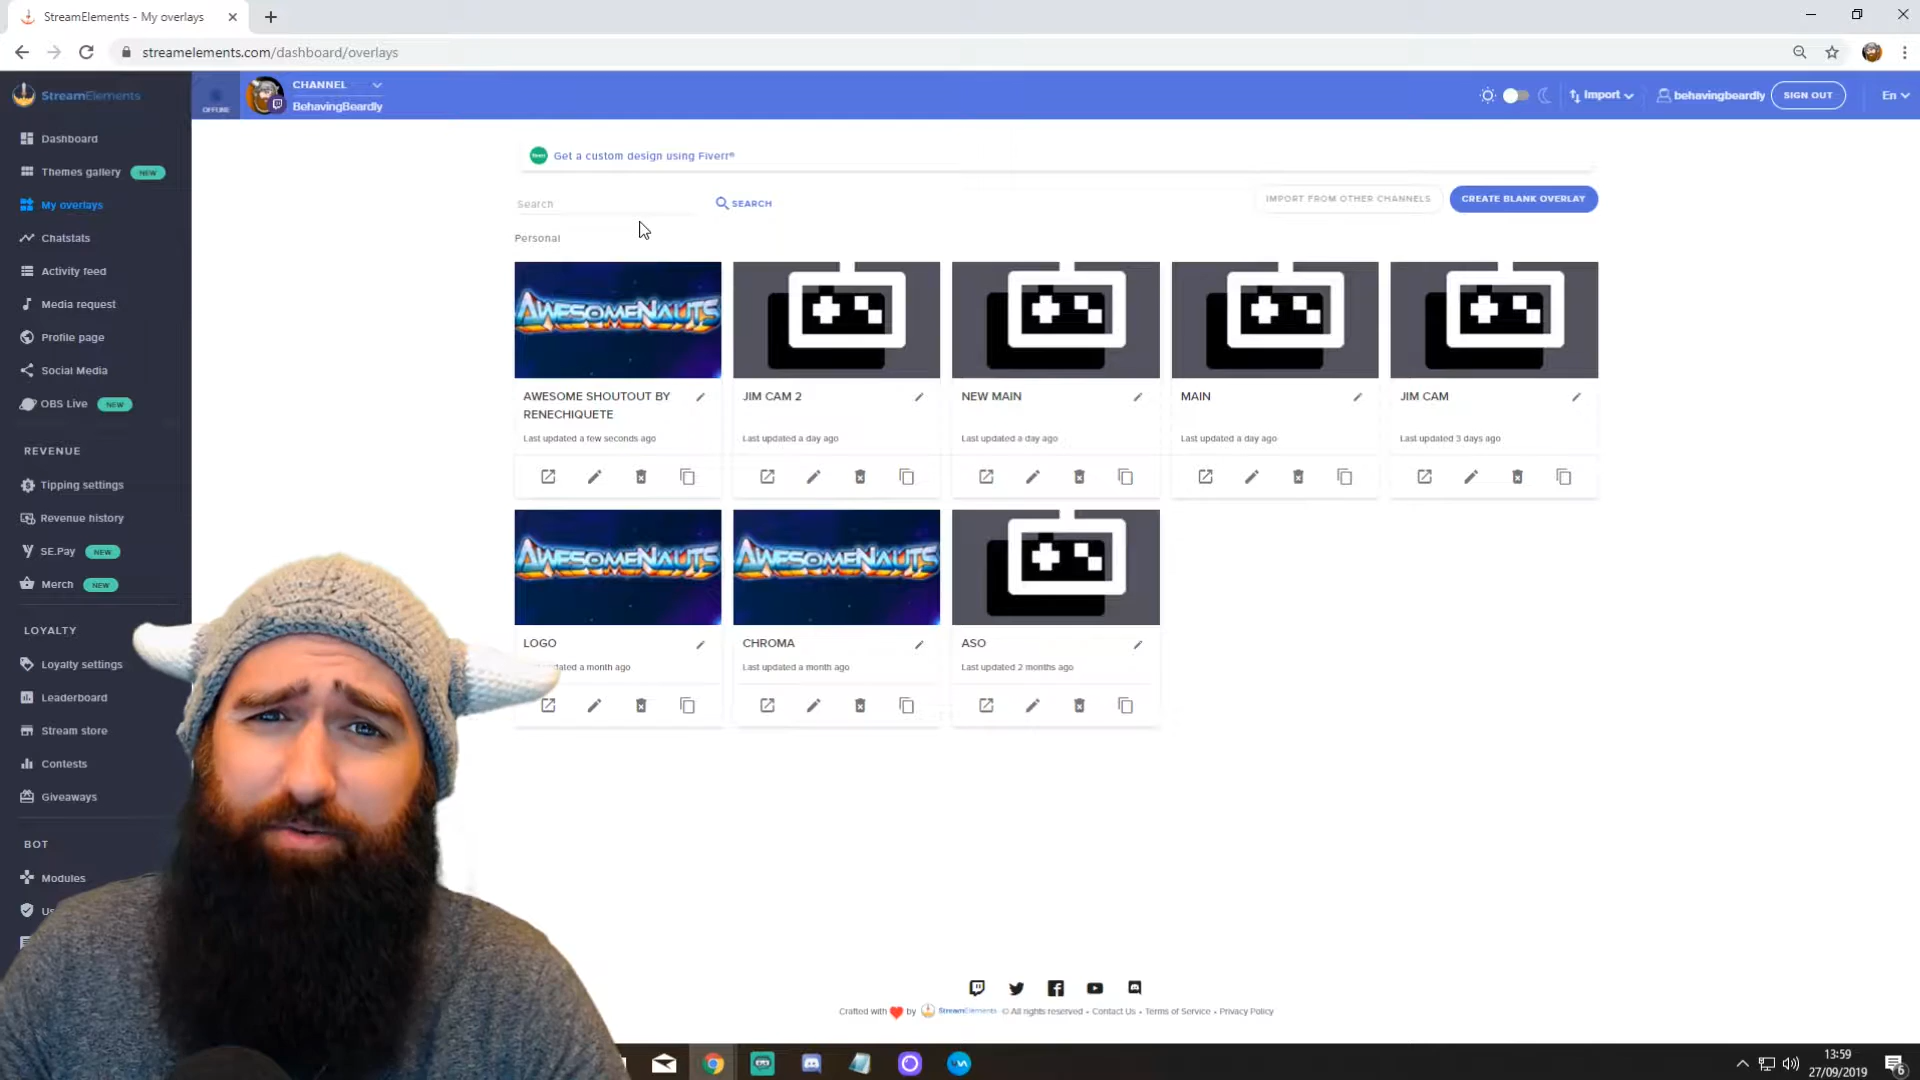 StreamElements - My overlays
streamelements.com/dashboard/overlays
StreamElements
OFFLINE
CHANNEL
BehavingBeardly
Import
behavingbeardly
SIGN OUT
En
Dashboard
Themes gallery NEW
My overlays
Chatstats
Activity feed
Media request
Profile page
Social Media
OBS Live NEW
REVENUE
Tipping settings
Revenue history
SE.Pay NEW
Merch NEW
LOYALTY
Loyalty settings
Leaderboard
Stream store
Contests
Giveaways
BOT
Modules
Us
Get a custom design using Fiverr®
Search
SEARCH
IMPORT FROM OTHER CHANNELS
CREATE BLANK OVERLAY
Personal
AWESOMENAUTS
AWESOME SHOUTOUT BY
RENECHIQUETE
Last updated a few seconds ago
JIM CAM 2
Last updated a day ago
NEW MAIN
Last updated a day ago
MAIN
Last updated a day ago
JIM CAM
Last updated 3 days ago
AWESOMENAUTS
LOGO
ated a month ago
AWESOMENAUTS
CHROMA
Last updated a month ago
ASO
Last updated 2 months ago
Crafted with by StreamElements © All rights reserved • Contact Us • Terms of Service • Privacy Policy
13:59
27/09/2019
6